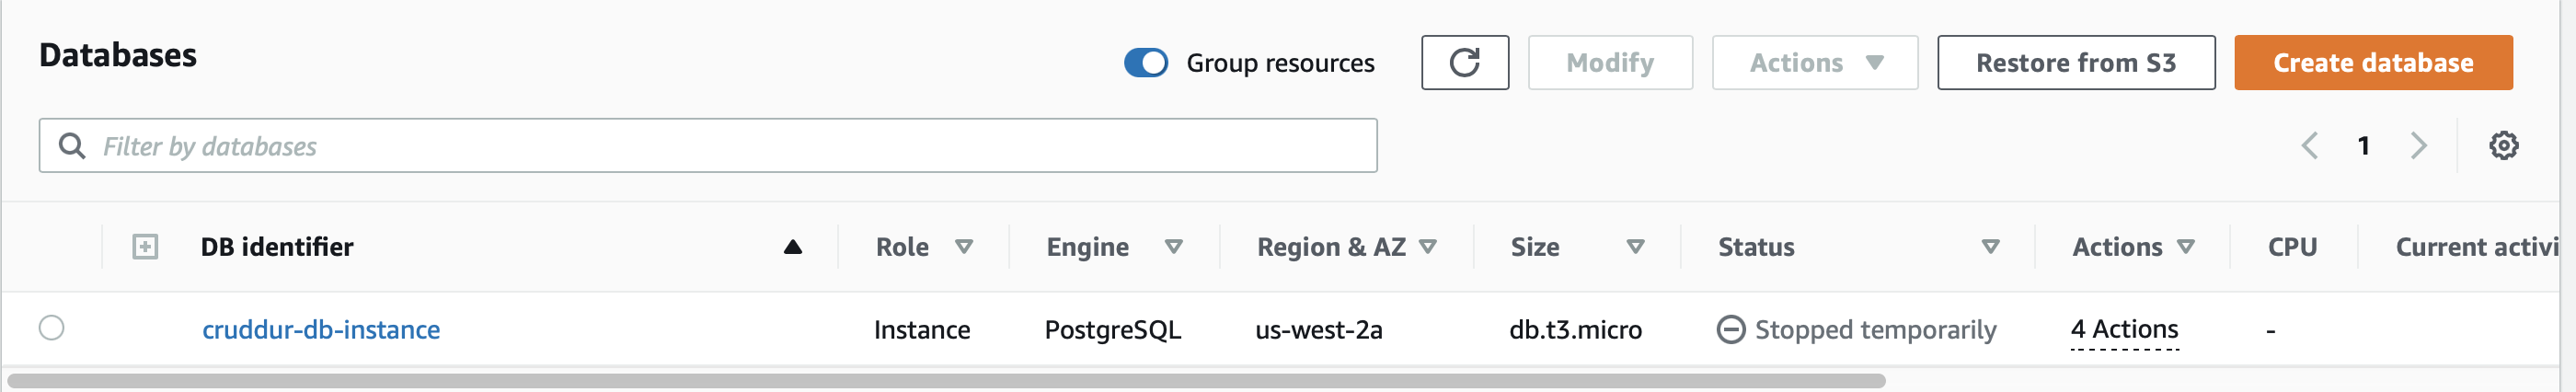 Databases
Group resources
Modify
Actions
Restore from S3
Create database
Filter by databases
1
DB identifier
Role
Engine
Region & AZ
Size
Status
Actions
CPU
Current activi
cruddur-db-instance
Instance
PostgreSQL
us-west-2a
db.t3.micro
Stopped temporarily
4 Actions
-